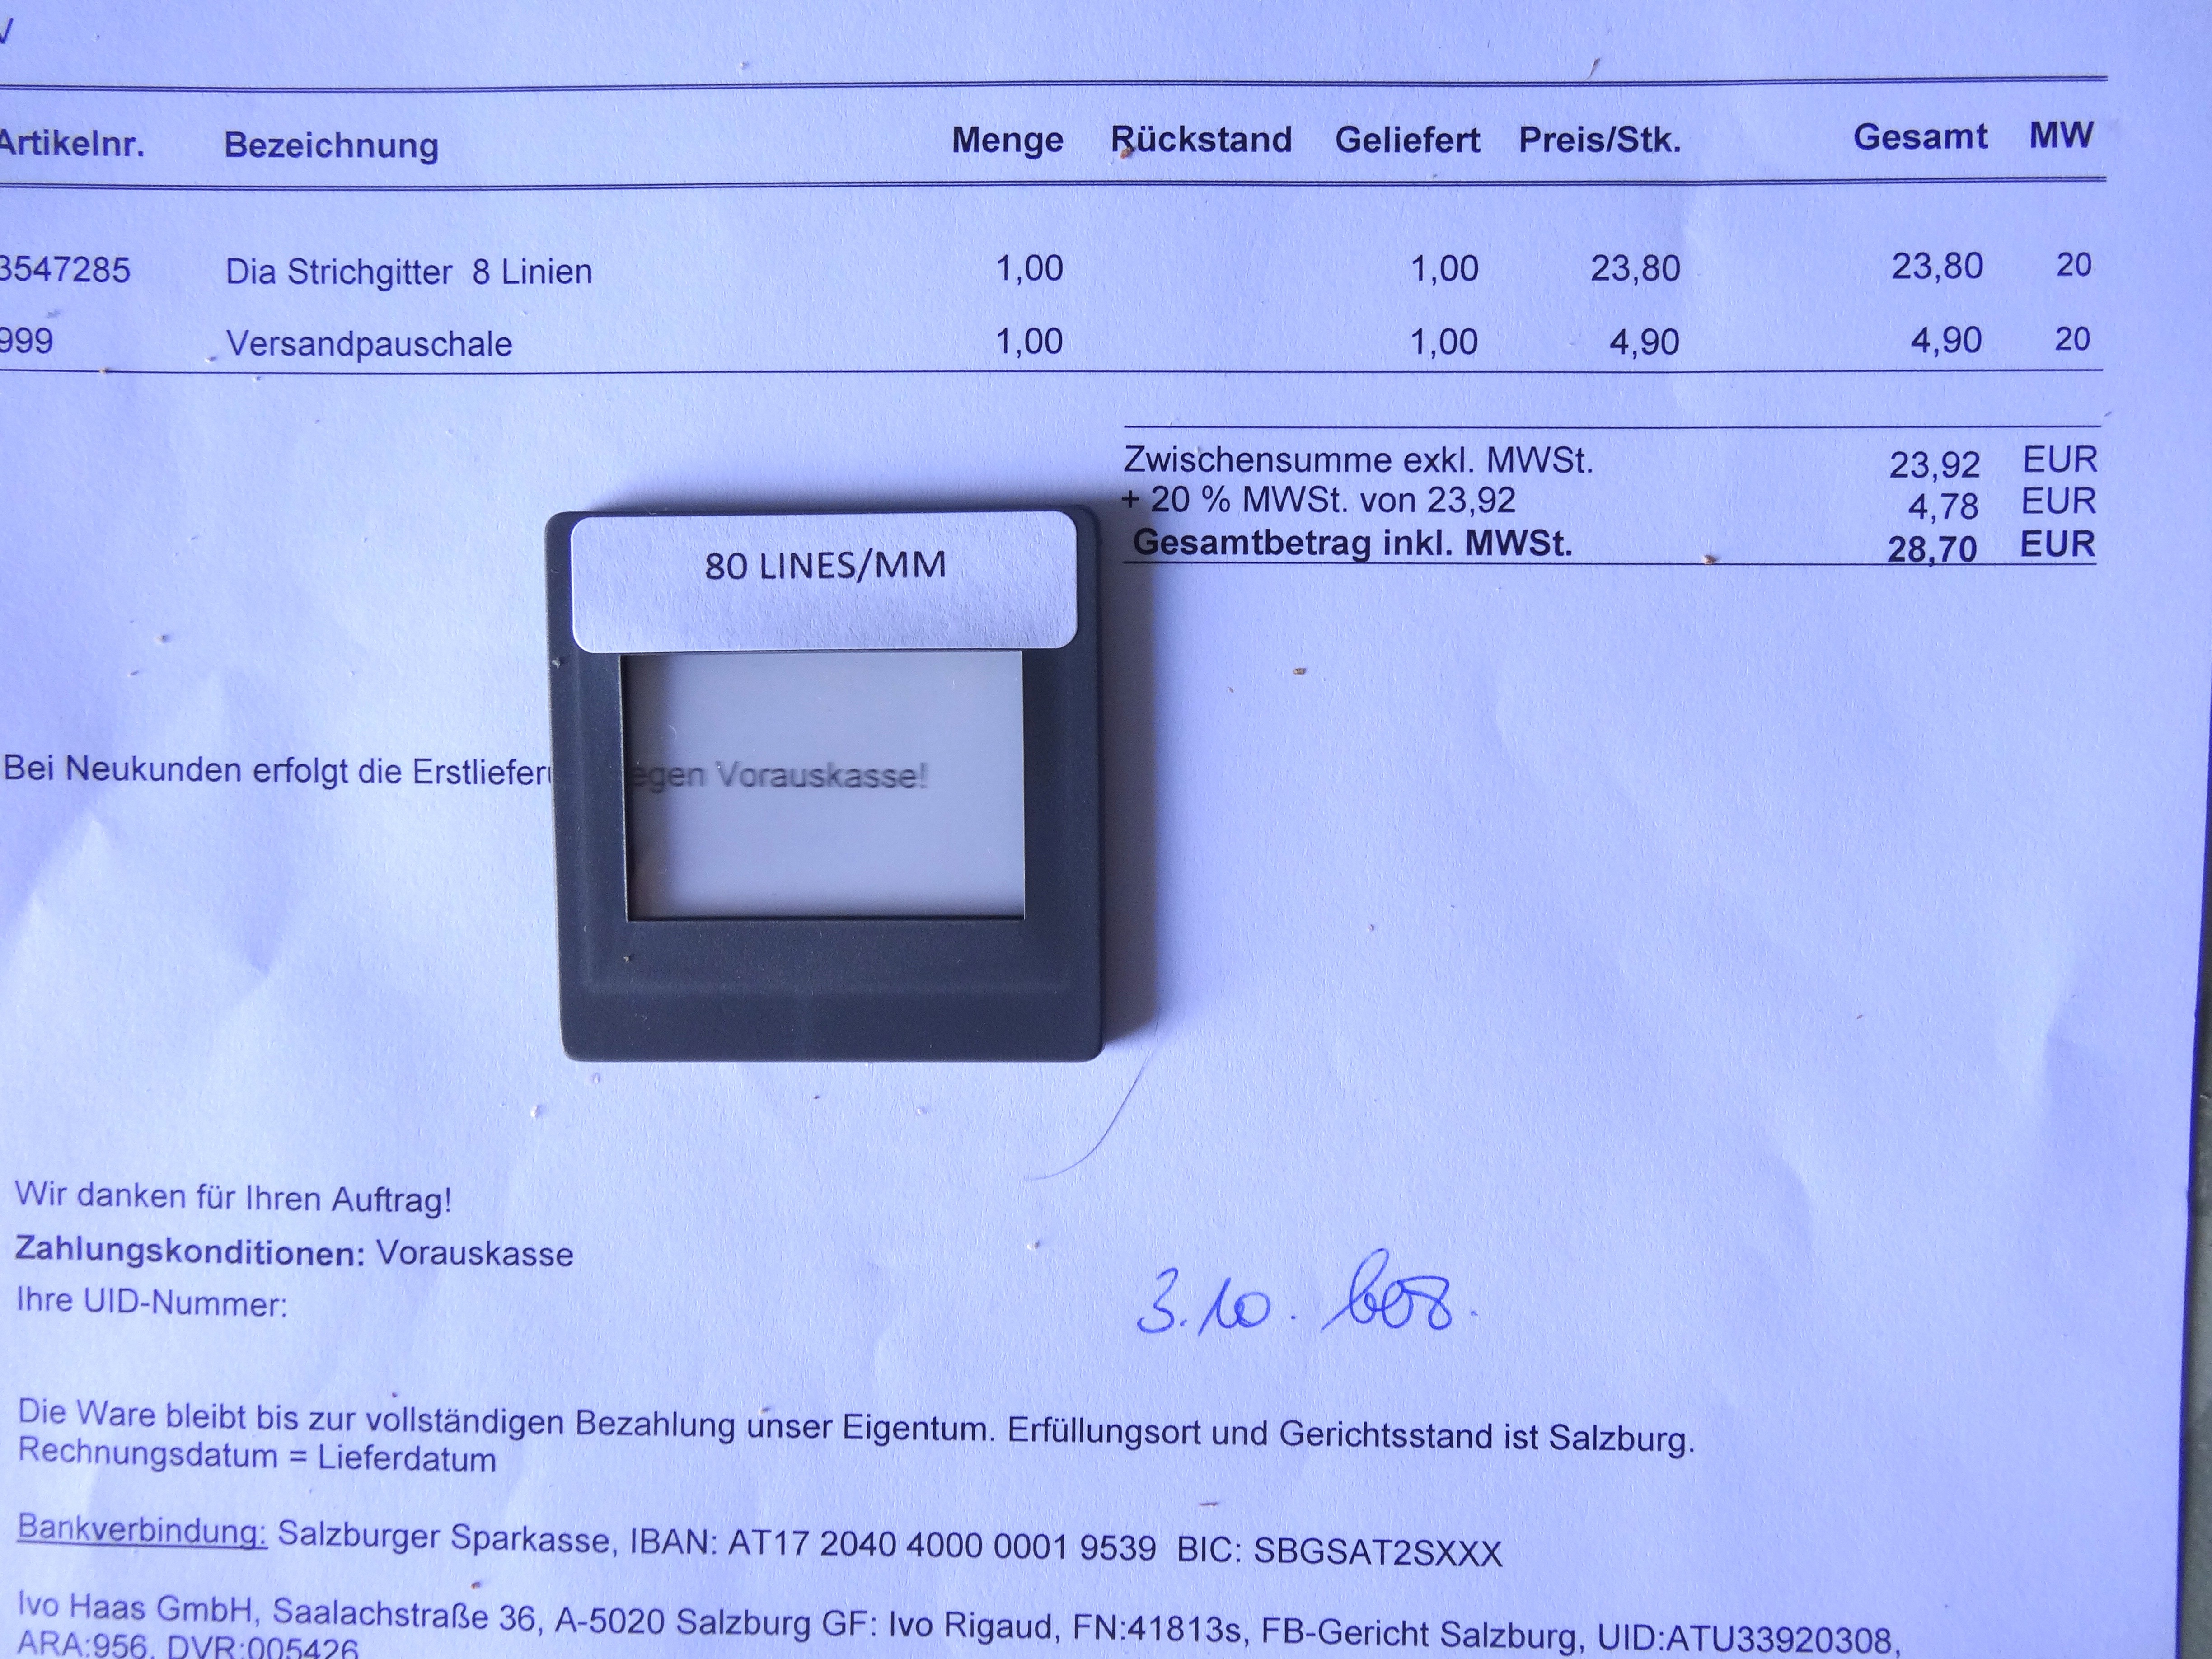 Artikelnr. Bezeichnung Menge Rückstand Geliefert Preis/Stk. Gesamt MW
3547285 Dia Strichgitter 8 Linien 1,00 1,00 23,80 23,80 20
999 Versandpauschale 1,00 1,00 4,90 4,90 20
Zwischensumme exkl. MWSt. 23,92 EUR
+ 20 % MWSt. von 23,92 4,78 EUR
Gesamtbetrag inkl. MWSt. 28,70 EUR
80 LINES/MM
Bei Neukunden erfolgt die Erstlieferu egen Vorauskasse!
Wir danken für Ihren Auftrag!
Zahlungskonditionen: Vorauskasse
Ihre UID-Nummer:
3.10.
Die Ware bleibt bis zur vollständigen Bezahlung unser Eigentum. Erfüllungsort und Gerichtsstand ist Salzburg.
Rechnungsdatum = Lieferdatum
Bankverbindung: Salzburger Sparkasse, IBAN: AT17 2040 4000 0001 9539 BIC: SBGSAT2SXXX
Ivo Haas GmbH, Saalachstraße 36, A-5020 Salzburg GF: Ivo Rigaud, FN:41813s, FB-Gericht Salzburg, UID:ATU33920308,
ARA:956, DVR:005426